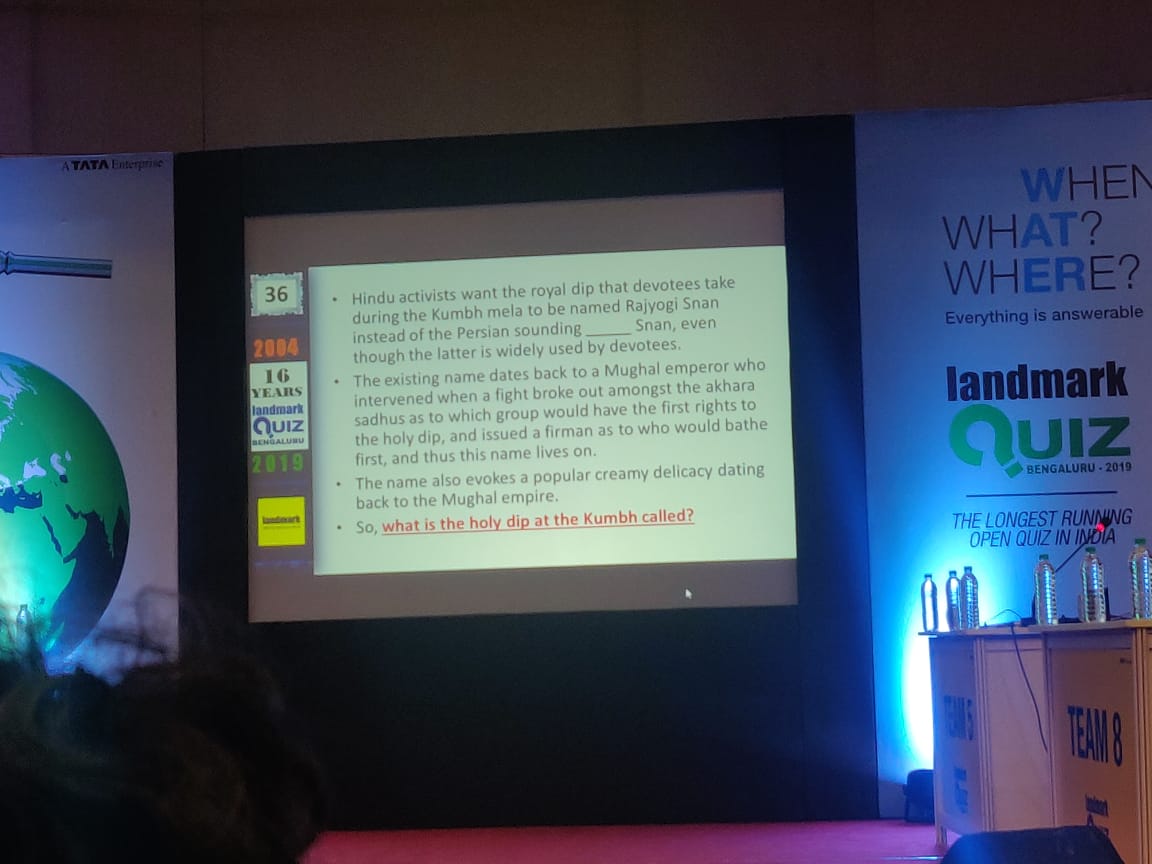 A TATA Enterprise
36
2004
16
YEARS
landmark
QUIZ
BENGALURU
2019
landmark
• Hindu activists want the royal dip that devotees take
during the Kumbh mela to be named Rajyogi Snan
instead of the Persian sounding _____ Snan, even
though the latter is widely used by devotees.
• The existing name dates back to a Mughal emperor who
intervened when a fight broke out amongst the akhara
sadhus as to which group would have the first rights to
the holy dip, and issued a firman as to who would bathe
first, and thus this name lives on.
• The name also evokes a popular creamy delicacy dating
back to the Mughal empire.
• So, what is the holy dip at the Kumbh called?
WHEN
WHAT?
WHERE?
Everything is answerable
landmark
QUIZ
BENGALURU - 2019
THE LONGEST RUNNING
OPEN QUIZ IN INDIA
TEAM 5
TEAM 8
landmark